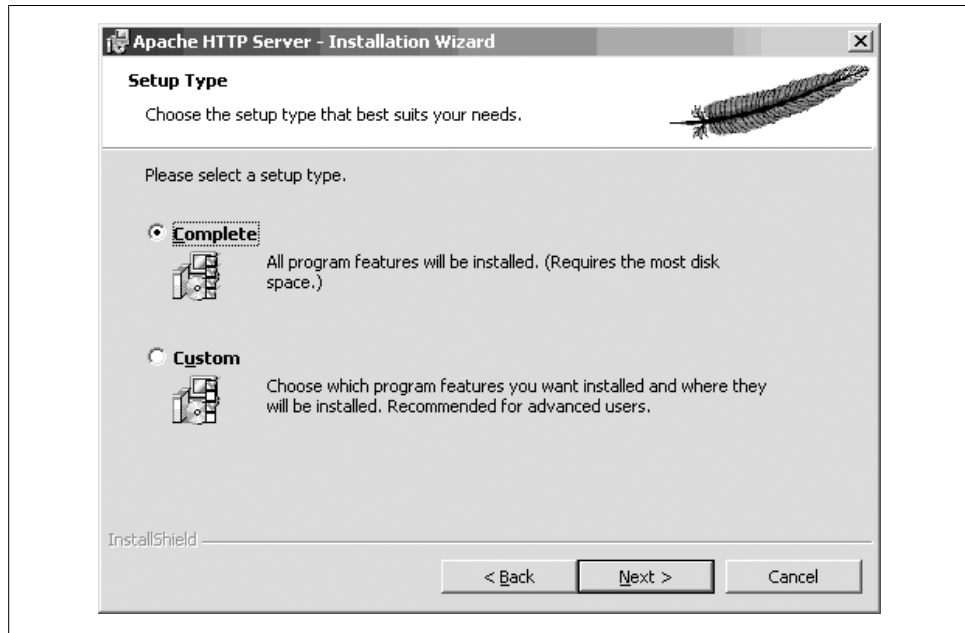 Apache HTTP Server - Installation Wizard
Setup Type
Choose the setup type that best suits your needs.
Please select a setup type.
Complete
All program features will be installed. (Requires the most disk
space.)
Custom
Choose which program features you want installed and where they
will be installed. Recommended for advanced users.
InstallShield
< Back
Next >
Cancel